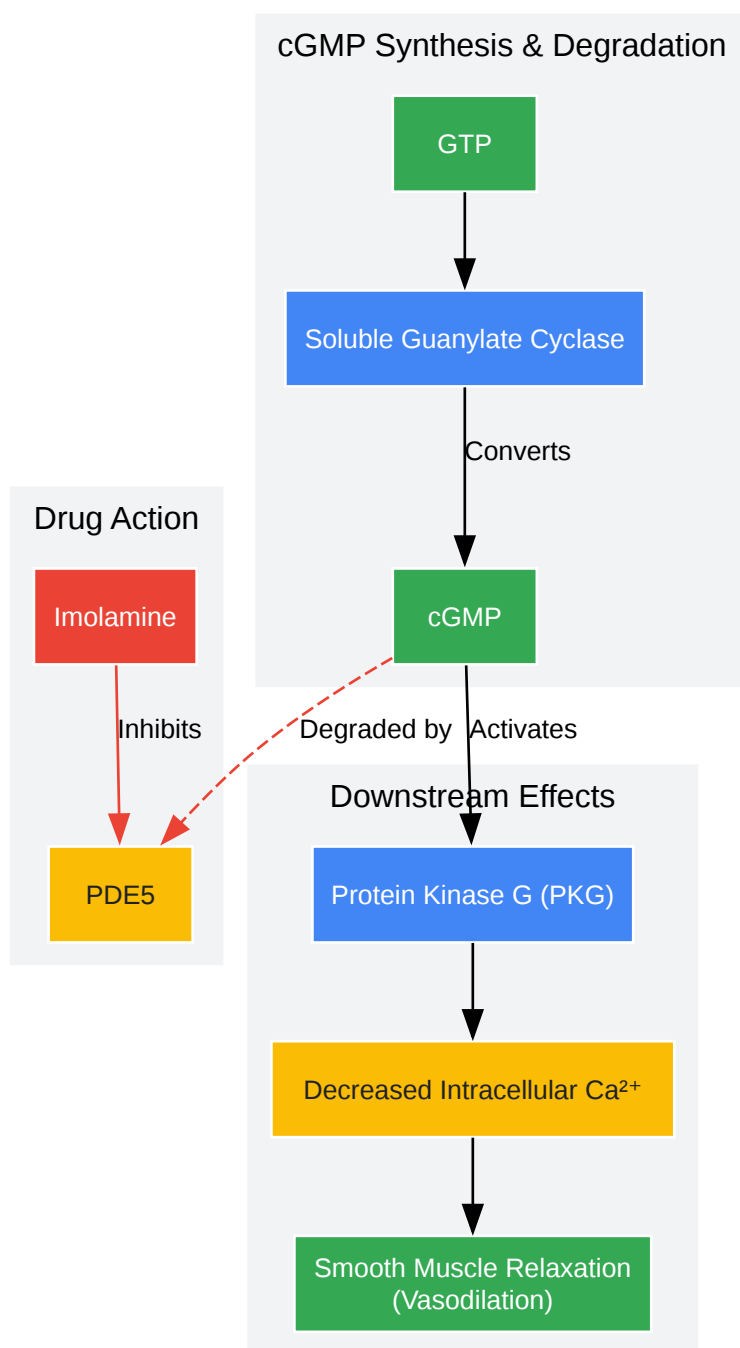 cGMP Synthesis & Degradation
GTP
Soluble Guanylate Cyclase
Converts
Drug Action
Imolamine
cGMP
Inhibits
Degraded by
Activates
Downstream Effects
PDE5
Protein Kinase G (PKG)
Decreased Intracellular Ca²⁺
Smooth Muscle Relaxation
(Vasodilation)